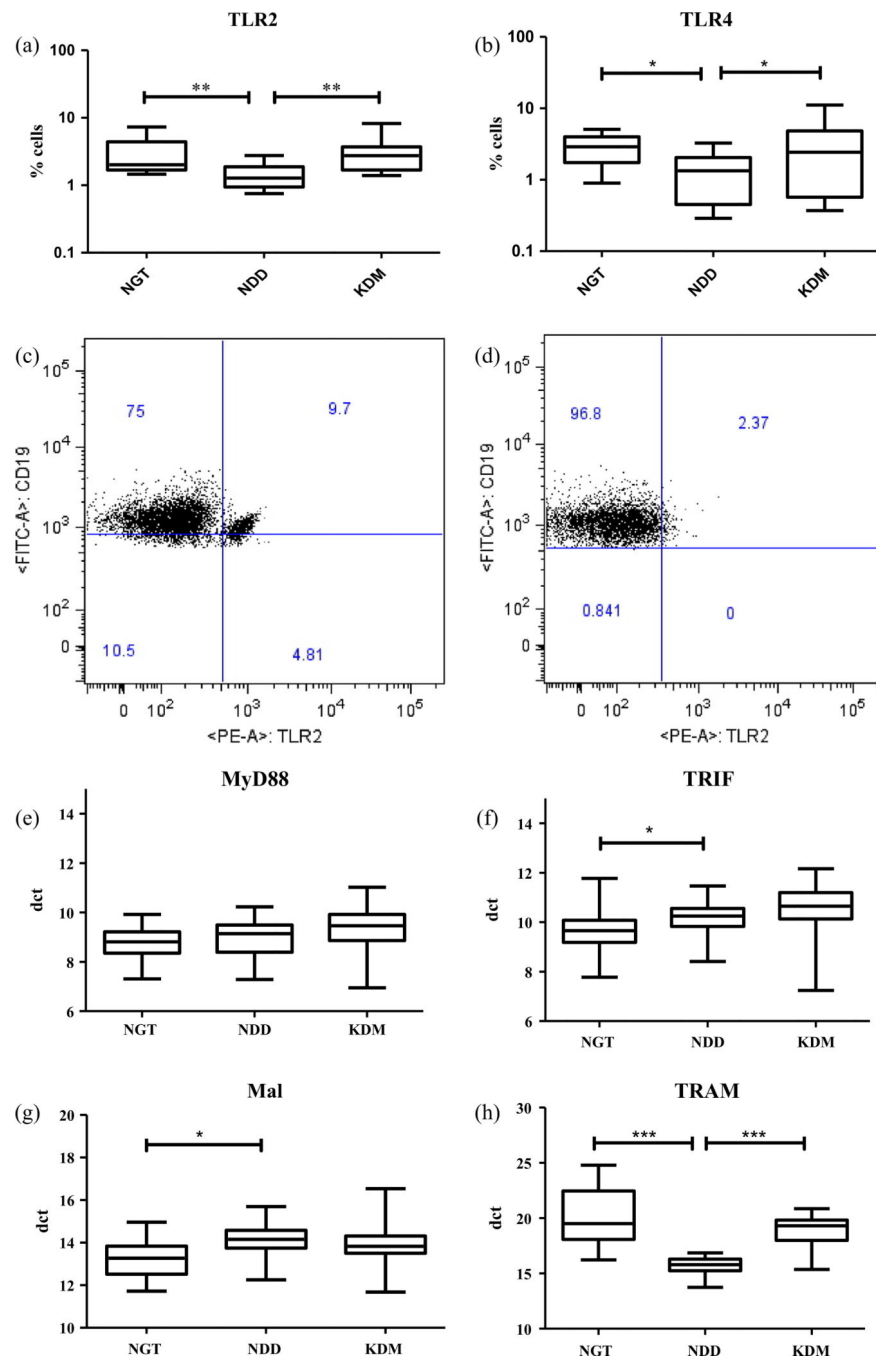 TLR2
(a)
100
10
1
0.1
% cells
**
**
NGT
NDD
KDM
TLR4
(b)
100
10
1
0.1
% cells
*
*
NGT
NDD
KDM
(c)
10^5
10^4
10^3
10^2
0
<FITC-A>: CD19
75
9.7
10.5
4.81
0 10^2 10^3 10^4 10^5
<PE-A>: TLR2
(d)
10^5
10^4
10^3
10^2
0
<FITC-A>: CD19
96.8
2.37
0.841
0
0 10^2 10^3 10^4 10^5
<PE-A>: TLR2
MyD88
(e)
14
12
10
8
6
dct
NGT
NDD
KDM
TRIF
(f)
14
12
10
8
6
dct
*
NGT
NDD
KDM
Mal
(g)
20
18
16
14
12
10
dct
*
NGT
NDD
KDM
TRAM
(h)
30
25
20
15
10
dct
***
***
NGT
NDD
KDM